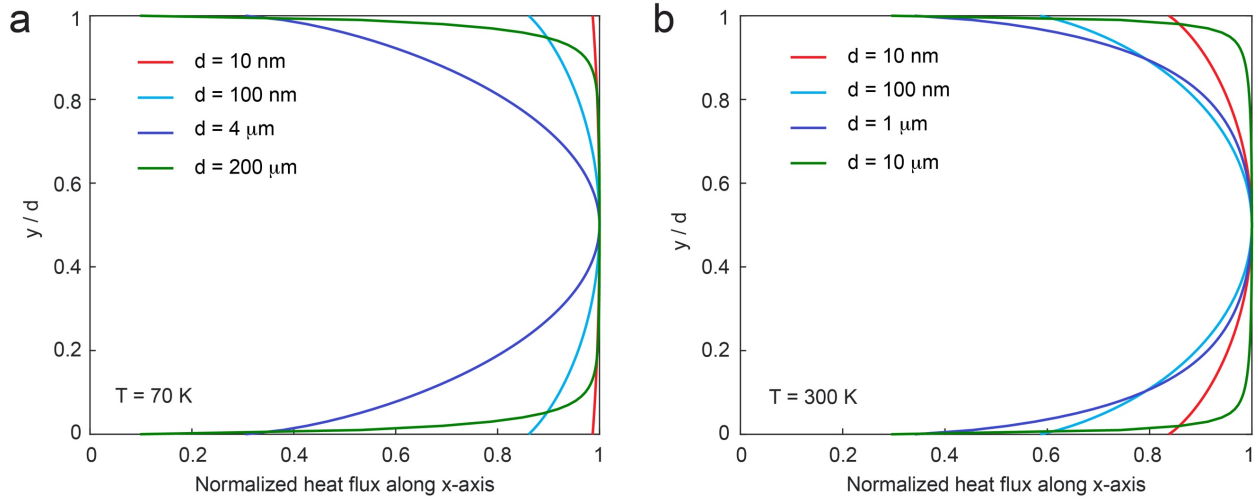 a
1
0.8
0.6
0.4
0.2
0
y / d
d = 10 nm
d = 100 nm
d = 4 μm
d = 200 μm
T = 70 K
0 0.2 0.4 0.6 0.8 1
Normalized heat flux along x-axis
b
1
0.8
0.6
0.4
0.2
0
y / d
d = 10 nm
d = 100 nm
d = 1 μm
d = 10 μm
T = 300 K
0 0.2 0.4 0.6 0.8 1
Normalized heat flux along x-axis